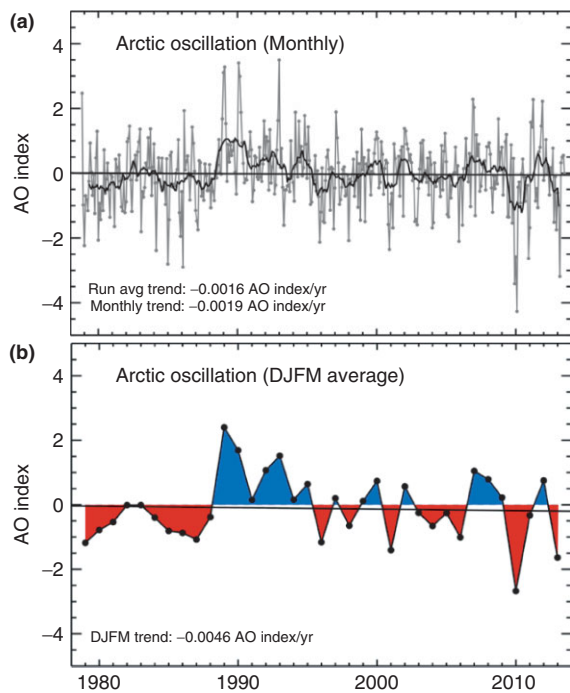 (a)
Arctic oscillation (Monthly)
4
2
0
−2
−4
AO index
Run avg trend: −0.0016 AO index/yr
Monthly trend: −0.0019 AO index/yr
(b)
Arctic oscillation (DJFM average)
4
2
0
−2
−4
AO index
DJFM trend: −0.0046 AO index/yr
1980 1990 2000 2010